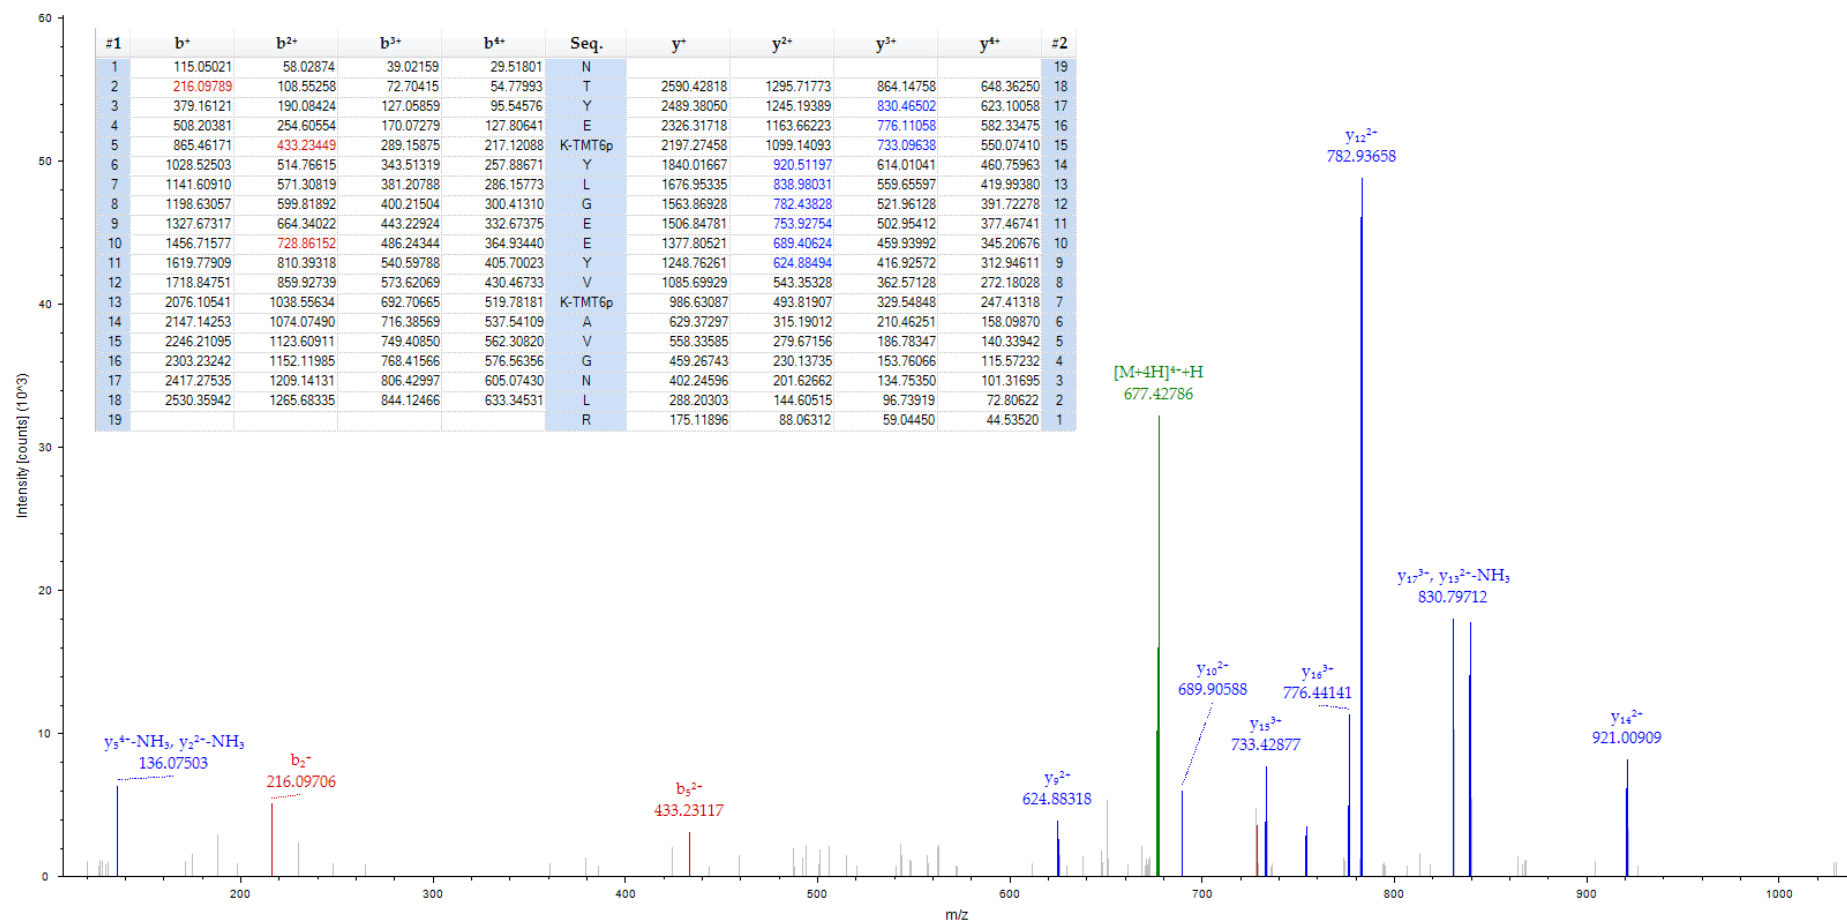 #1 b⁺ b²⁺ b³⁺ b⁴⁺ Seq. y⁺ y²⁺ y³⁺ y⁴⁺ #2
1 115.05021 58.02874 39.02159 29.51801 N 19
2 216.09789 108.55258 72.70415 54.77993 T 2590.42818 1295.71773 864.14758 648.36250 18
3 379.16121 190.08424 127.05859 95.54576 Y 2489.38050 1245.19389 830.46502 623.10058 17
4 508.20381 254.60554 170.07279 127.80641 E 2326.31718 1163.66223 776.11058 582.33475 16
5 865.46171 433.23449 289.15875 217.12088 K-TMT6p 2197.27458 1099.14093 733.09638 550.07410 15
6 1028.52503 514.76615 343.51319 257.88671 Y 1840.01667 920.51197 614.01041 460.75963 14
7 1141.60910 571.30819 381.20788 286.15773 L 1676.95335 838.98031 559.65597 419.99380 13
8 1198.63057 599.81892 400.21504 300.41310 G 1563.86928 782.43828 521.96128 391.72278 12
9 1327.67317 664.34022 443.22924 332.67375 E 1506.84781 753.92754 502.95412 377.46741 11
10 1456.71577 728.86152 486.24344 364.93440 E 1377.80521 689.40624 459.93992 345.20676 10
11 1619.77909 810.39318 540.59788 405.70023 Y 1248.76261 624.88494 416.92572 312.94611 9
12 1718.84751 859.92739 573.62069 430.46733 V 1085.69929 543.35328 362.57128 272.18028 8
13 2076.10541 1038.55634 692.70665 519.78181 K-TMT6p 986.63087 493.81907 329.54848 247.41318 7
14 2147.14253 1074.07490 716.38569 537.54109 A 629.37297 315.19012 210.46251 158.09870 6
15 2246.21095 1123.60911 749.40850 562.30820 V 558.33585 279.67156 186.78347 140.33942 5
16 2303.23242 1152.11985 768.41566 576.56356 G 459.26743 230.13735 153.76066 115.57232 4
17 2417.27535 1209.14131 806.42997 605.07430 N 402.24596 201.62662 134.75350 101.31695 3
18 2530.35942 1265.68335 844.12466 633.34531 L 288.20303 144.60515 96.73919 72.80622 2
19 R 175.11896 88.06312 59.04450 44.53520 1
y₁₂²⁺
782.93658
[M+4H]⁴⁺+H
677.42786
y₁₇³⁺, y₁₃²⁺-NH₃
830.79712
y₁₀²⁺
689.90588
y₁₆³⁺
776.44141
y₁₅³⁺
733.42877
y₁₄²⁺
921.00909
y₅⁴⁺-NH₃, y₂²⁺-NH₃
136.07503
b₂⁺
216.09706
b₅²⁺
433.23117
y₉²⁺
624.88318
Intensity [counts] (10^3)
60
50
40
30
20
10
0
200 300 400 500 600 700 800 900 1000
m/z